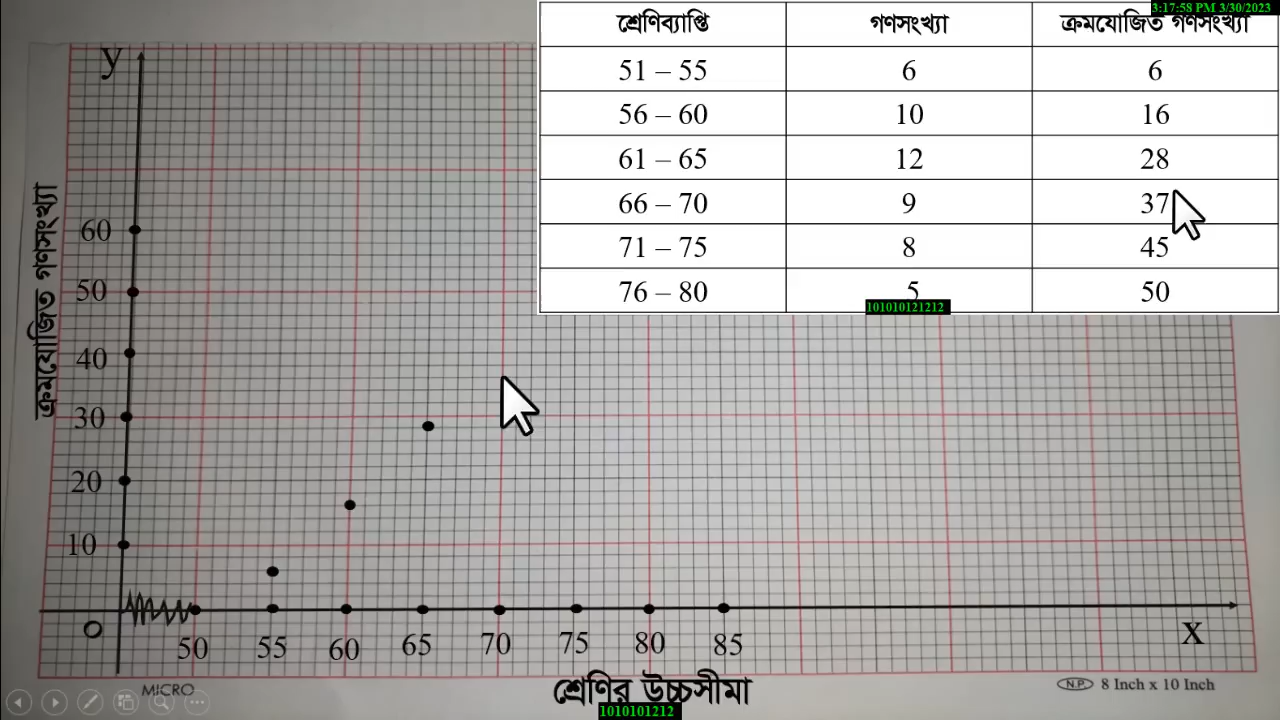 3:17:58 PM 3/30/2023
শ্রেণিব্যাপ্তি গণসংখ্যা ক্রমযোজিত গণসংখ্যা
51 – 55 6 6
56 – 60 10 16
61 – 65 12 28
66 – 70 9 37
71 – 75 8 45
76 – 80 5 50
101010121212
y
ক্রমযোজিত গণসংখ্যা
60
50
40
30
20
10
O
50 55 60 65 70 75 80 85
X
শ্রেণির উচ্চসীমা
MICRO
N.P. 8 Inch x 10 Inch
1010101212